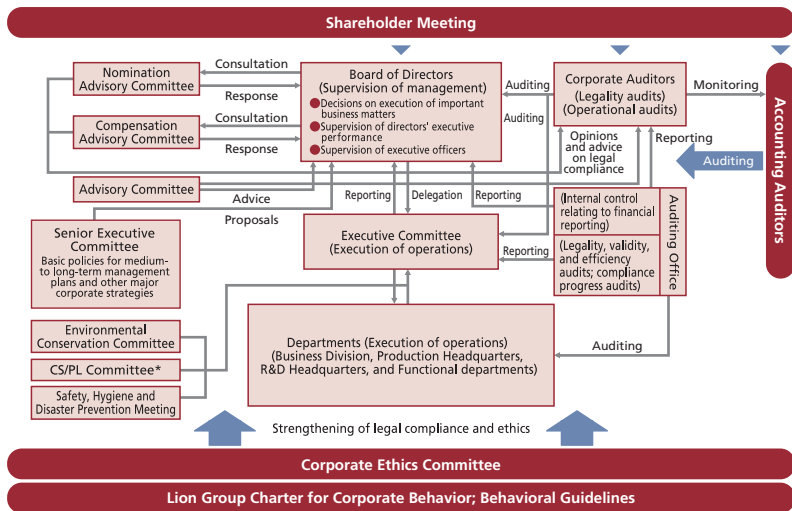 Shareholder Meeting
Nomination
Advisory Committee
Consultation
Response
Compensation
Advisory Committee
Consultation
Response
Advisory Committee
Advice
Proposals
Board of Directors
(Supervision of management)
●Decisions on execution of important
business matters
●Supervision of directors' executive
performance
●Supervision of executive officers
Auditing
Auditing
Corporate Auditors
(Legality audits)
(Operational audits)
Monitoring
Opinions
and advice
on legal
compliance
Reporting
Auditing
Accounting Auditors
Reporting
Delegation
Reporting
(Internal control
relating to financial
reporting)
(Legality, validity,
and efficiency
audits; compliance
progress audits)
Auditing Office
Senior Executive
Committee
Basic policies for medium-
to long-term management
plans and other major
corporate strategies
Executive Committee
(Execution of operations)
Reporting
Environmental
Conservation Committee
CS/PL Committee*
Safety, Hygiene and
Disaster Prevention Meeting
Departments (Execution of operations)
(Business Division, Production Headquarters,
R&D Headquarters, and Functional departments)
Auditing
Strengthening of legal compliance and ethics
Corporate Ethics Committee
Lion Group Charter for Corporate Behavior; Behavioral Guidelines